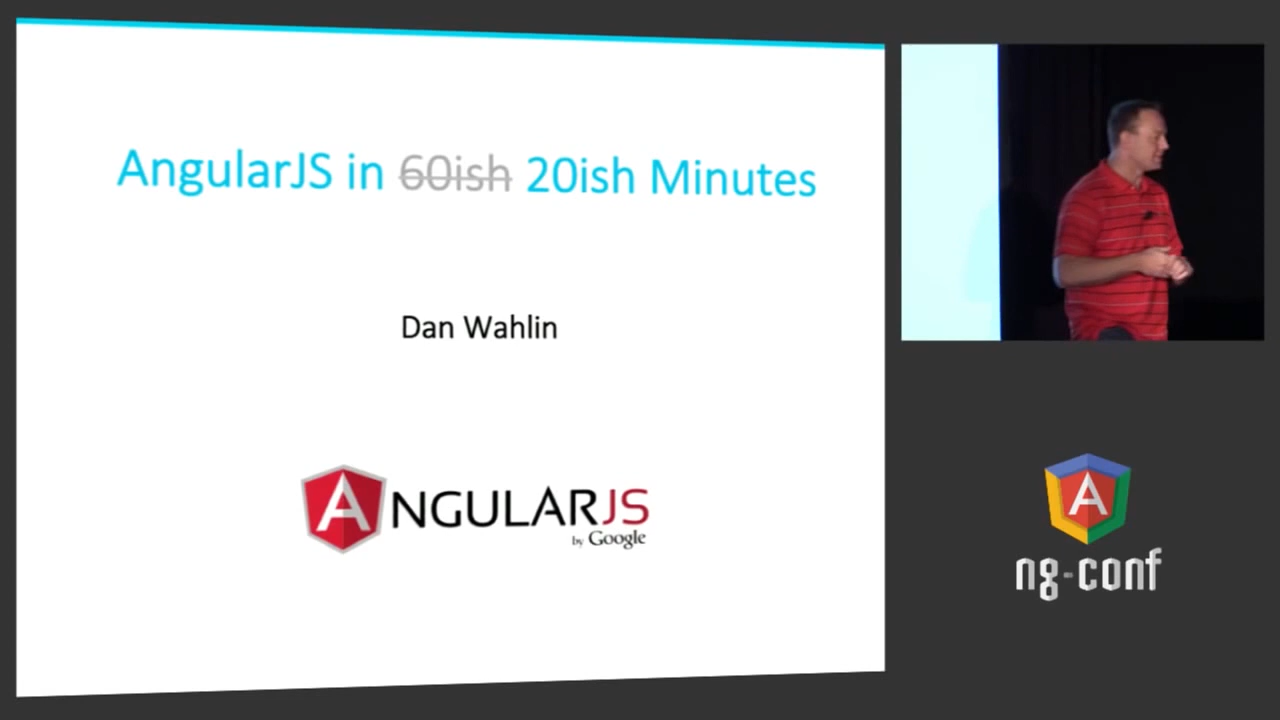 AngularJS in 60ish 20ish Minutes
Dan Wahlin
ANGULARJS
by Google
ng-conf